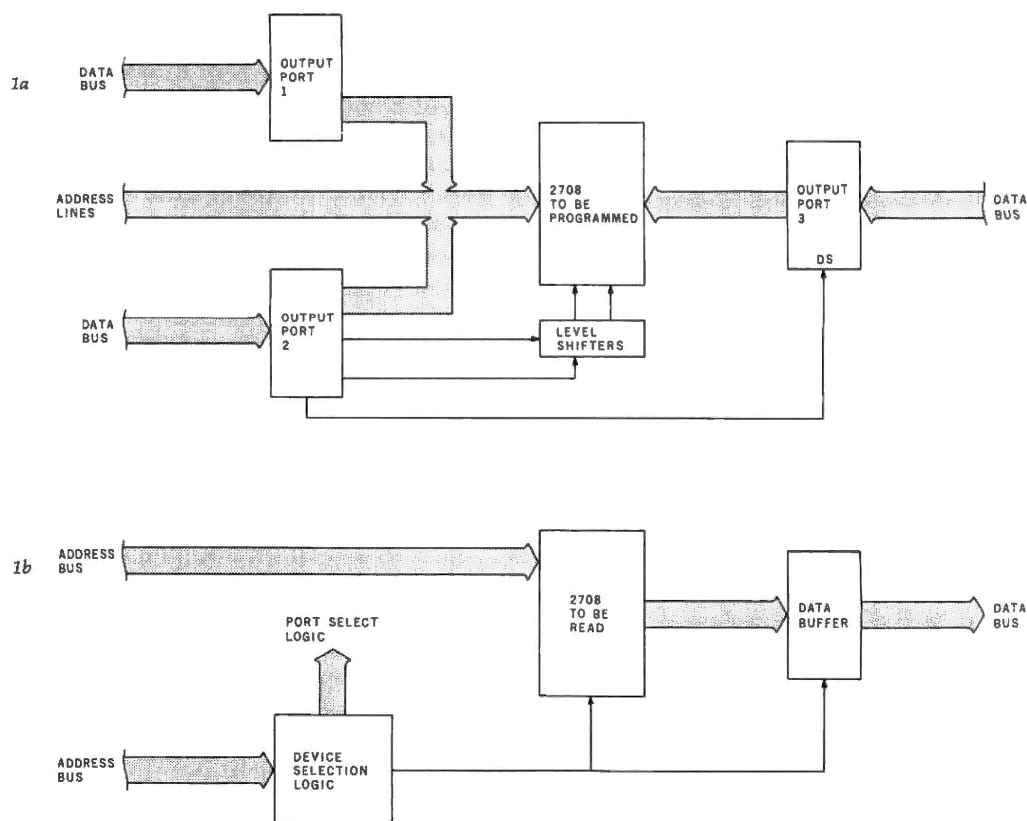 1a
DATA
BUS
OUTPUT
PORT
1
ADDRESS
LINES
2708
TO BE
PROGRAMMED
OUTPUT
PORT
3
DS
DATA
BUS
DATA
BUS
OUTPUT
PORT
2
LEVEL
SHIFTERS
1b
ADDRESS
BUS
2708
TO BE
READ
DATA
BUFFER
DATA
BUS
PORT SELECT
LOGIC
ADDRESS
BUS
DEVICE
SELECTION
LOGIC